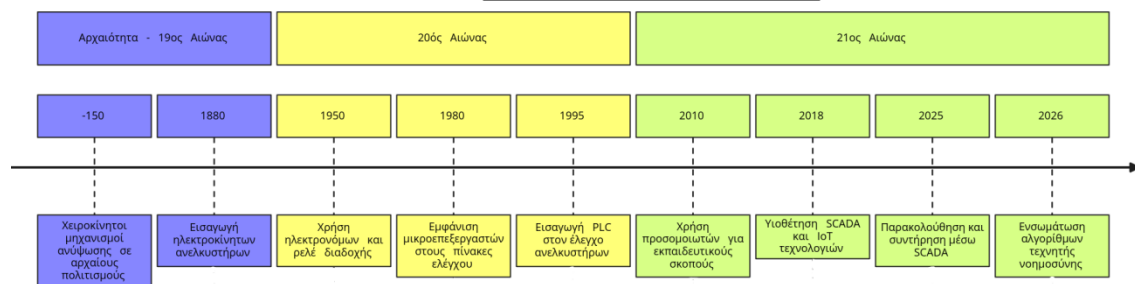 Αρχαιότητα - 19ος Αιώνας
20ός Αιώνας
21ος Αιώνας
-150
1880
1950
1980
1995
2010
2018
2025
2026
Χειροκίνητοι
μηχανισμοί
ανύψωσης σε
αρχαίους
πολιτισμούς
Εισαγωγή
ηλεκτροκίνητων
ανελκυστήρων
Χρήση
ηλεκτρονόμων και
ρελέ διαδοχής
Εμφάνιση
μικροεπεξεργαστών
στους πίνακες
ελέγχου
Εισαγωγή PLC
στον έλεγχο
ανελκυστήρων
Χρήση
προσομοιωτών για
εκπαιδευτικούς
σκοπούς
Υιοθέτηση SCADA
και IoT
τεχνολογιών
Παρακολούθηση και
συντήρηση μέσω
SCADA
Ενσωμάτωση
αλγορίθμων
τεχνητής
νοημοσύνης